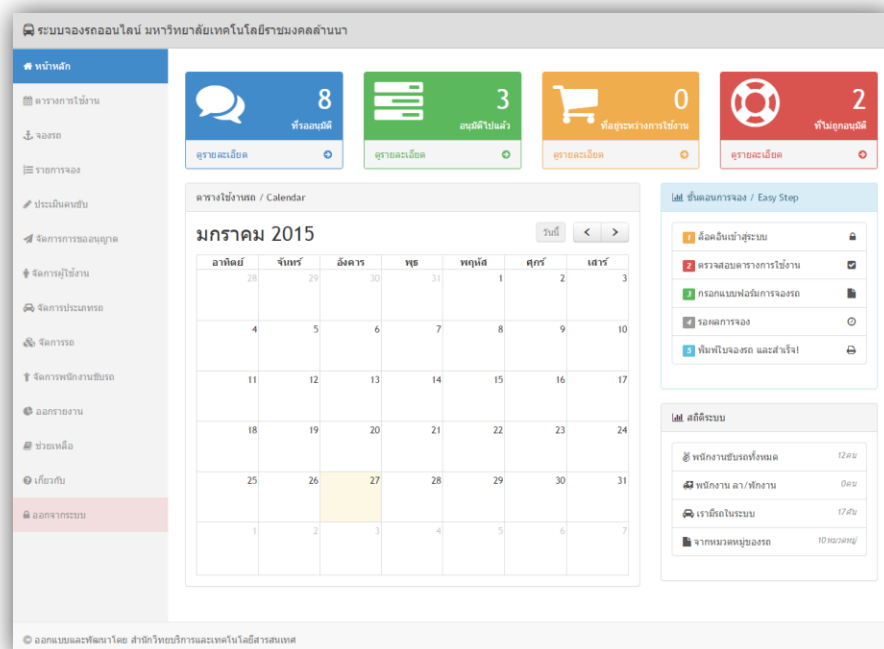 ระบบจองรถออนไลน์ มหาวิทยาลัยเทคโนโลยีราชมงคลล้านนา
หน้าหลัก
ตารางการใช้งาน
จองรถ
รายการจอง
ประเมินคนขับ
จัดการการขออนุญาต
จัดการผู้ใช้งาน
จัดการประเภทรถ
จัดการรถ
จัดการพนักงานขับรถ
ออกรายงาน
ช่วยเหลือ
เกี่ยวกับ
ออกจากระบบ
8
ที่รออนุมัติ
ดูรายละเอียด
3
อนุมัติไปแล้ว
ดูรายละเอียด
0
ที่อยู่ระหว่างการใช้งาน
ดูรายละเอียด
2
ที่ไม่ถูกอนุมัติ
ดูรายละเอียด
ตารางใช้งานรถ / Calendar
มกราคม 2015
วันนี้
อาทิตย์ จันทร์ อังคาร พุธ พฤหัส ศุกร์ เสาร์
28 29 30 31 1 2 3
4 5 6 7 8 9 10
11 12 13 14 15 16 17
18 19 20 21 22 23 24
25 26 27 28 29 30 31
1 2 3 4 5 6 7
ขั้นตอนการจอง / Easy Step
1 ล็อคอินเข้าสู่ระบบ
2 ตรวจสอบตารางการใช้งาน
3 กรอกแบบฟอร์มการจองรถ
4 รอผลการจอง
5 พิมพ์ใบจองรถ และสำเร็จ!
สถิติระบบ
พนักงานขับรถทั้งหมด 12คน
พนักงาน ลา/พักงาน 0คน
เรามีรถในระบบ 17คัน
จากหมวดหมู่ของรถ 10หมวดหมู่
© ออกแบบและพัฒนาโดย สำนักวิทยบริการและเทคโนโลยีสารสนเทศ